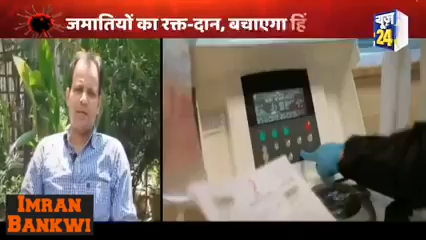 जमातियों का रक्त-दान, बचाएगा हिं
न्यूज़
24
IMRAN
BANKWI